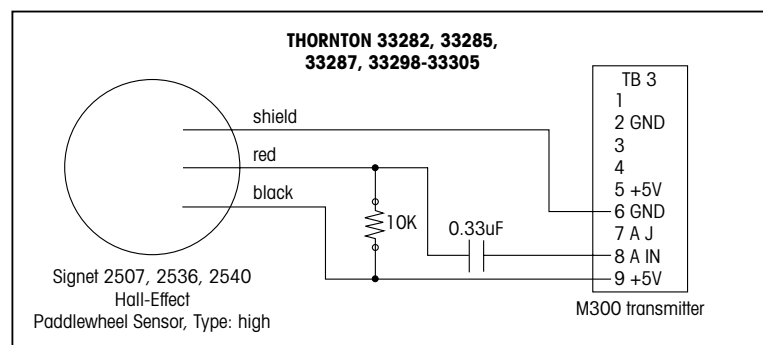 THORNTON 33282, 33285,
33287, 33298-33305
TB 3
1
2 GND
3
4
5 +5V
6 GND
7 A J
8 A IN
9 +5V
M300 transmitter
shield
red
black
10K
0.33uF
Signet 2507, 2536, 2540
Hall-Effect
Paddlewheel Sensor, Type: high